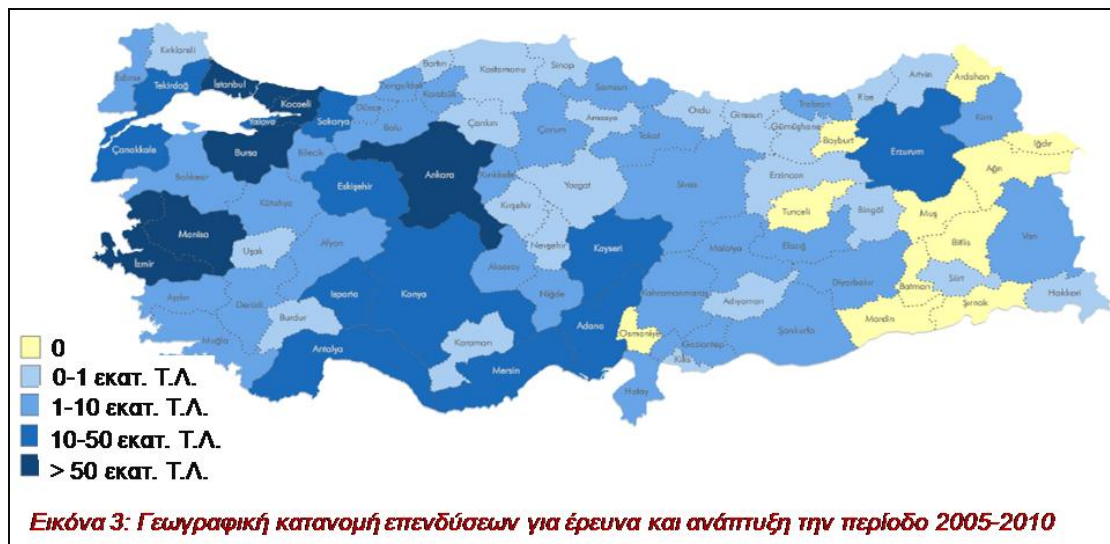 Kırklareli
Edirne
Tekirdağ
İstanbul
Kocaeli
Yalova
Sakarya
Düzce
Zonguldak
Bartın
Karabük
Kastamonu
Sinop
Samsun
Bolu
Çankırı
Çorum
Amasya
Tokat
Ordu
Giresun
Gümüşhane
Trabzon
Rize
Artvin
Ardahan
Kars
Iğdır
Bayburt
Erzurum
Ağrı
Çanakkale
Balıkesir
Bursa
Bilecik
Eskişehir
Ankara
Kırıkkale
Kırşehir
Yozgat
Sivas
Erzincan
Tunceli
Bingöl
Muş
Bitlis
Van
Kütahya
Manisa
İzmir
Uşak
Afyon
Nevşehir
Kayseri
Malatya
Elazığ
Aydın
Denizli
Isparta
Konya
Aksaray
Niğde
Kahramanmaraş
Adıyaman
Diyarbakır
Batman
Siirt
Şırnak
Hakkari
Muğla
Burdur
Antalya
Karaman
Mersin
Adana
Osmaniye
Gaziantep
Kilis
Şanlıurfa
Mardin
Hatay
0
0-1 εκατ. Τ.Λ.
1-10 εκατ. Τ.Λ.
10-50 εκατ. Τ.Λ.
> 50 εκατ. Τ.Λ.
Εικόνα 3: Γεωγραφική κατανομή επενδύσεων για έρευνα και ανάπτυξη την περίοδο 2005-2010